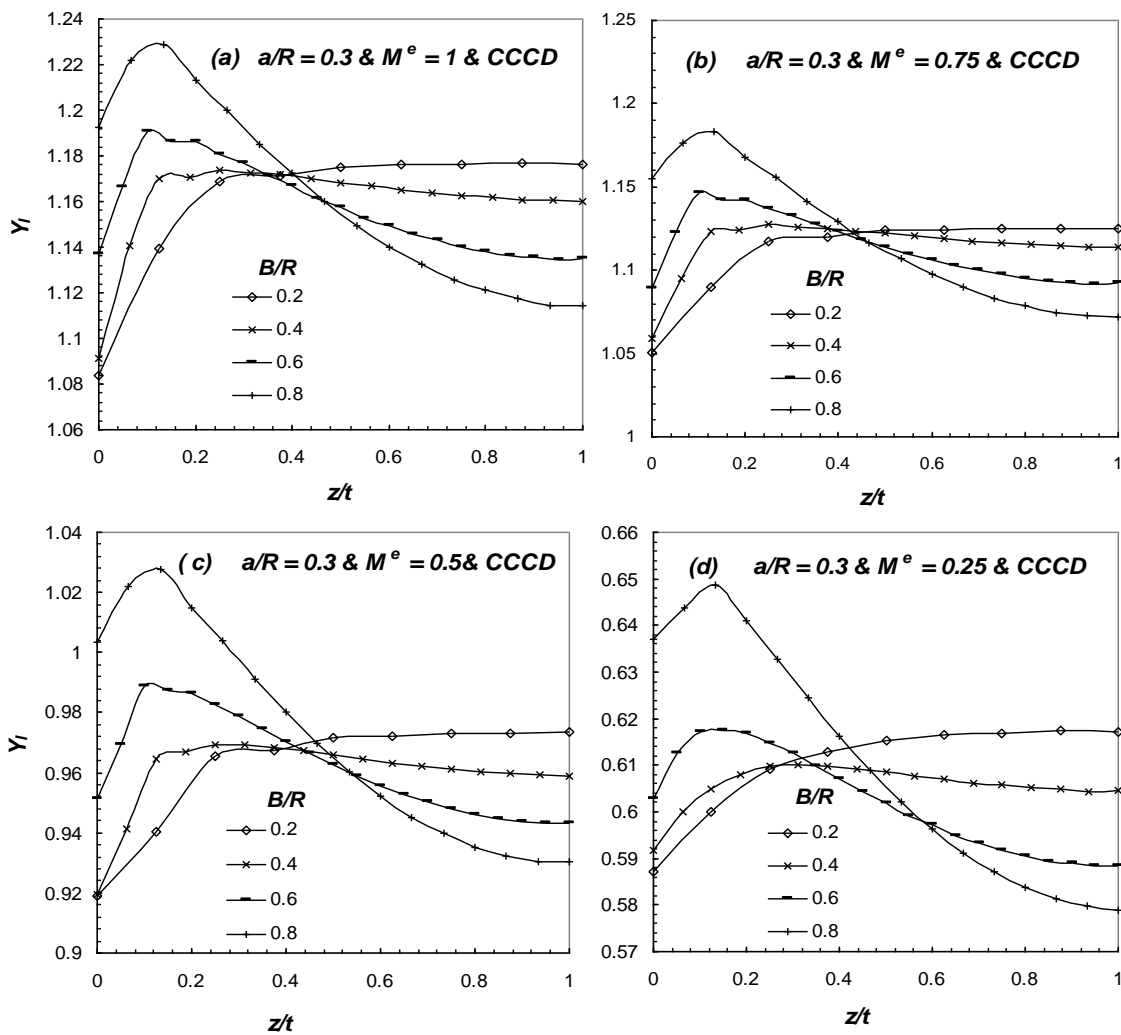 (a) a/R = 0.3 & M e = 1 & CCCD
1.24
1.22
1.2
1.18
1.16
1.14
1.12
1.1
1.08
1.06
YI
B/R
0.2
0.4
0.6
0.8
0 0.2 0.4 0.6 0.8 1
z/t
(b) a/R = 0.3 & M e = 0.75 & CCCD
1.25
1.2
1.15
1.1
1.05
1
B/R
0.2
0.4
0.6
0.8
0 0.2 0.4 0.6 0.8 1
z/t
( c) a/R = 0.3 & M e = 0.5& CCCD
1.04
1.02
1
0.98
0.96
0.94
0.92
0.9
YI
B/R
0.2
0.4
0.6
0.8
0 0.2 0.4 0.6 0.8 1
z/t
(d) a/R = 0.3 & M e = 0.25 & CCCD
0.66
0.65
0.64
0.63
0.62
0.61
0.6
0.59
0.58
0.57
B/R
0.2
0.4
0.6
0.8
0 0.2 0.4 0.6 0.8 1
z/t